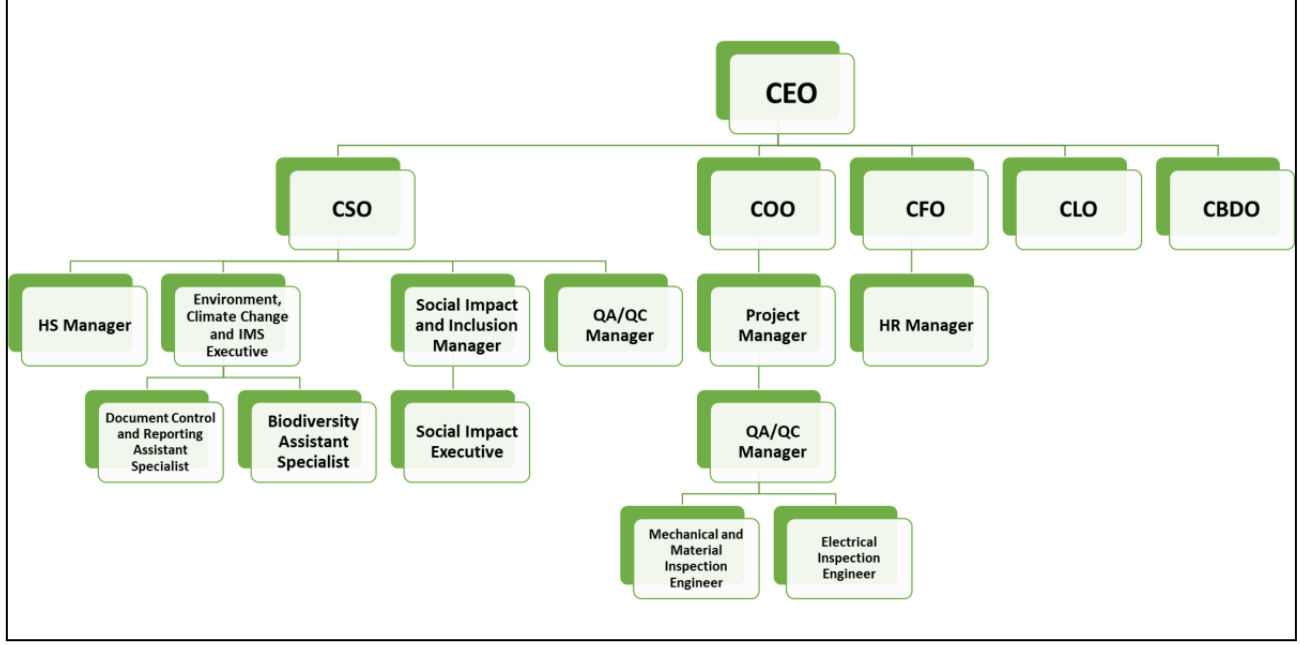 CEO
CSO
COO
CFO
CLO
CBDO
HS Manager
Environment,
Climate Change
and IMS
Executive
Social Impact
and Inclusion
Manager
QA/QC
Manager
Project
Manager
HR Manager
Document Control
and Reporting
Assistant
Specialist
Biodiversity
Assistant
Specialist
Social Impact
Executive
QA/QC
Manager
Mechanical and
Material
Inspection
Engineer
Electrical
Inspection
Engineer